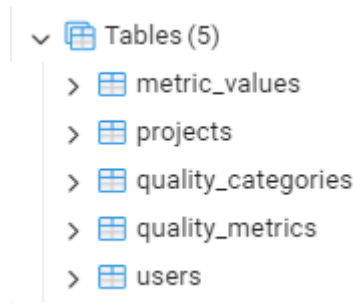 Tables (5)
metric_values
projects
quality_categories
quality_metrics
users